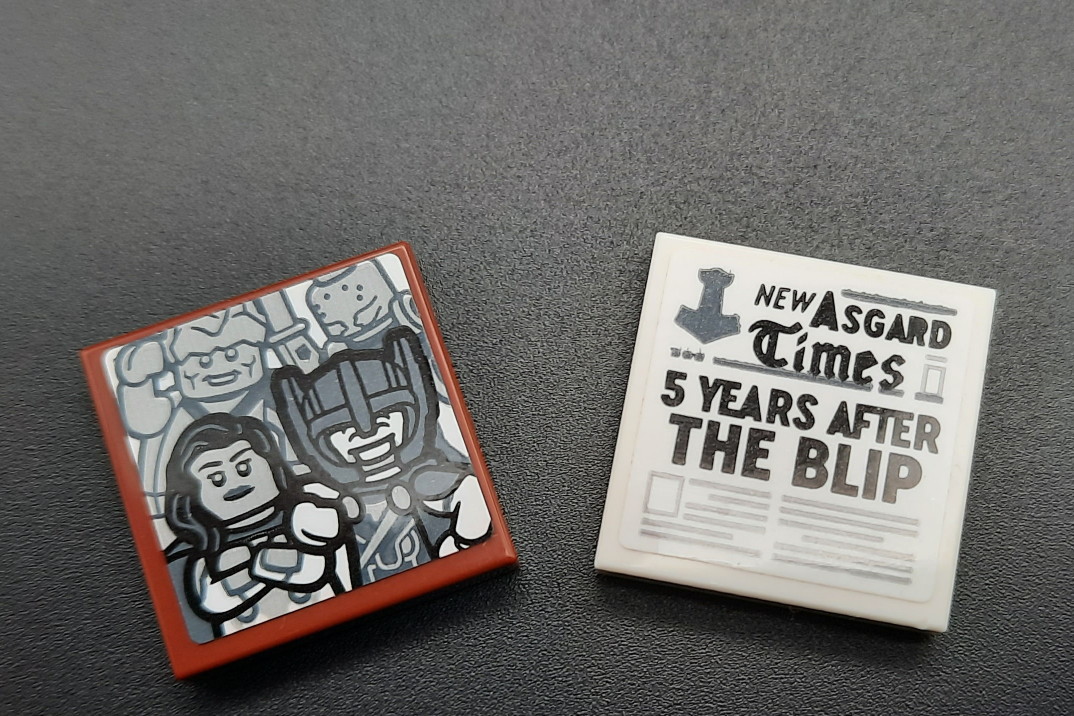 NEW ASGARD
Times
5 YEARS AFTER
THE BLIP